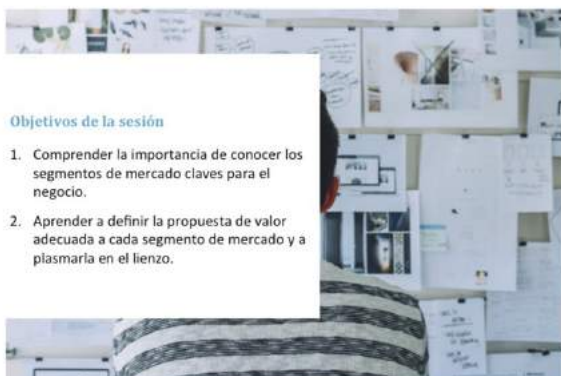 Objetivos de la sesión
1. Comprender la importancia de conocer los
segmentos de mercado claves para el
negocio.
2. Aprender a definir la propuesta de valor
adecuada a cada segmento de mercado y a
plasmarla en el lienzo.